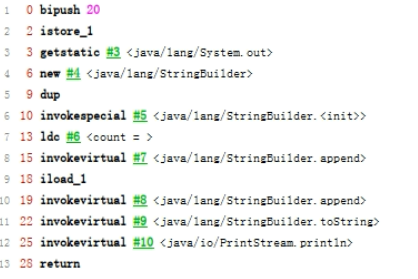 1 0 bipush 20
2 2 istore_1
3 3 getstatic #3 <java/lang/System.out>
4 6 new #4 <java/lang/StringBuilder>
5 9 dup
6 10 invokespecial #5 <java/lang/StringBuilder.<init>>
7 13 ldc #6 <count = >
8 15 invokevirtual #7 <java/lang/StringBuilder.append>
9 18 iload_1
10 19 invokevirtual #8 <java/lang/StringBuilder.append>
11 22 invokevirtual #9 <java/lang/StringBuilder.toString>
12 25 invokevirtual #10 <java/io/PrintStream.println>
13 28 return